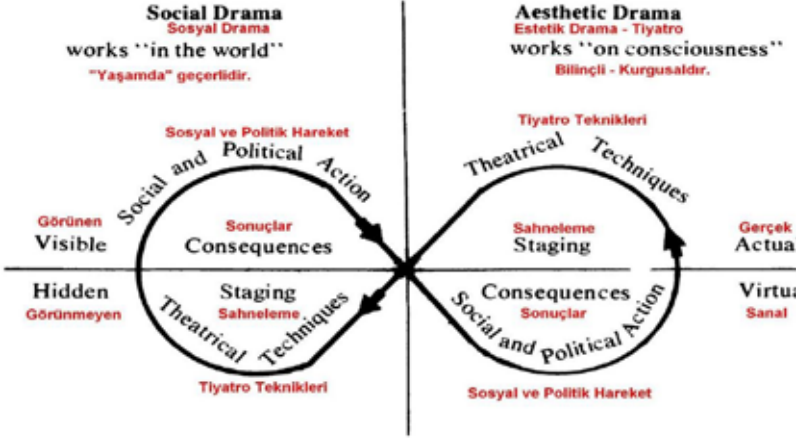 Social Drama
Sosyal Drama
works "in the world"
"Yaşamda" geçerlidir.
Aesthetic Drama
Estetik Drama - Tiyatro
works "on consciousness"
Bilinçli - Kurgusaldır.
Sosyal ve Politik Hareket
Social and Political Action
Tiyatro Teknikleri
Theatrical Techniques
Görünen
Visible
Sonuçlar
Consequences
Sahneleme
Staging
Gerçek
Actua
Hidden
Görünmeyen
Staging
Sahneleme
Theatrical Techniques
Tiyatro Teknikleri
Consequences
Sonuçlar
Social and Political Action
Sosyal ve Politik Hareket
Virtua
Sanal